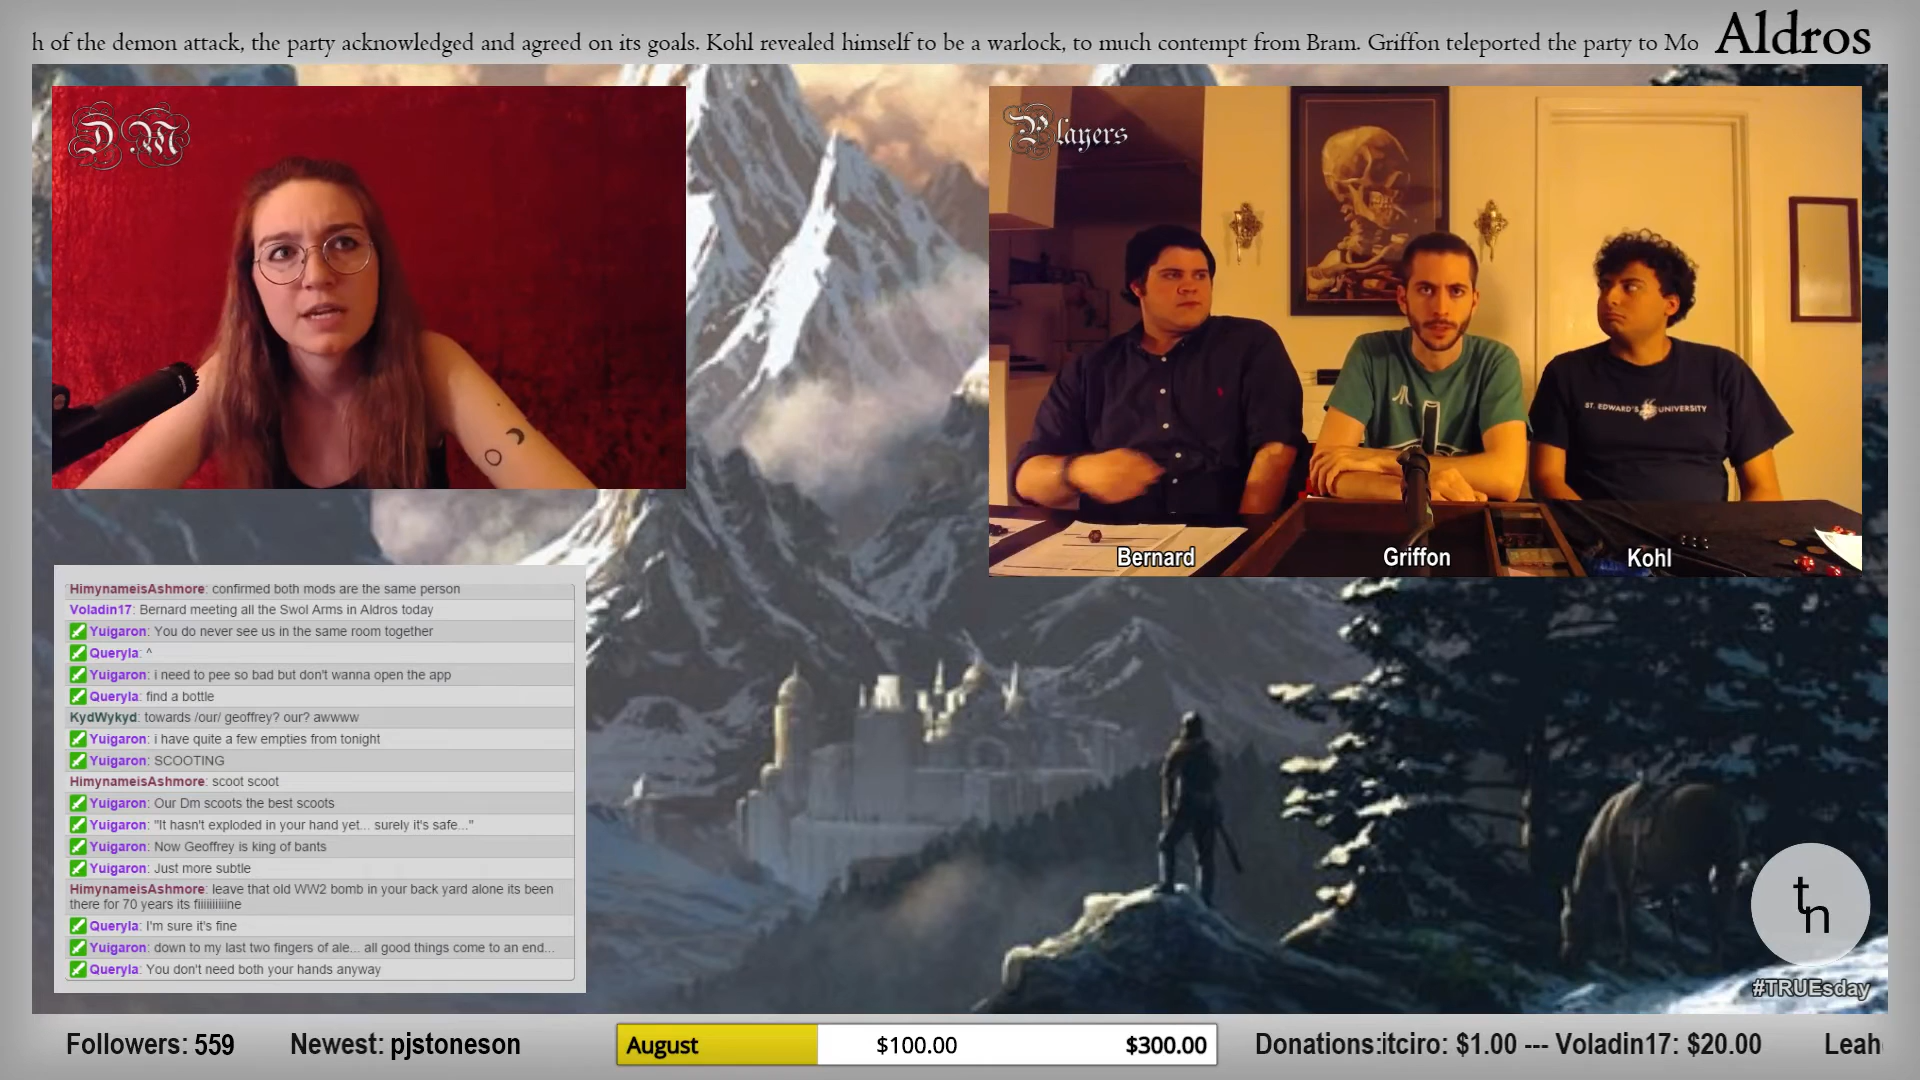 h of the demon attack, the party acknowledged and agreed on its goals. Kohl revealed himself to be a warlock, to much contempt from Bram. Griffon teleported the party to Mo
Aldros
DM
Players
ST. EDWARD'S UNIVERSITY
Bernard
Griffon
Kohl
HimynameisAshmore: confirmed both mods are the same person
Voladin17: Bernard meeting all the Swol Arms in Aldros today
Yuigaron: You do never see us in the same room together
Queryla: ^
Yuigaron: i need to pee so bad but don't wanna open the app
Queryla: find a bottle
KydWykyd: towards /our/ geoffrey? our? awwww
Yuigaron: i have quite a few empties from tonight
Yuigaron: SCOOTING
HimynameisAshmore: scoot scoot
Yuigaron: Our Dm scoots the best scoots
Yuigaron: "It hasn't exploded in your hand yet... surely it's safe..."
Yuigaron: Now Geoffrey is king of bants
Yuigaron: Just more subtle
HimynameisAshmore: leave that old WW2 bomb in your back yard alone its been
there for 70 years its fiiiiiiiiiine
Queryla: I'm sure it's fine
Yuigaron: down to my last two fingers of ale... all good things come to an end...
Queryla: You don't need both your hands anyway
tn
#TRUEsday
Followers: 559
Newest: pjstoneson
August
$100.00
$300.00
Donations: itciro: $1.00 --- Voladin17: $20.00
Leah